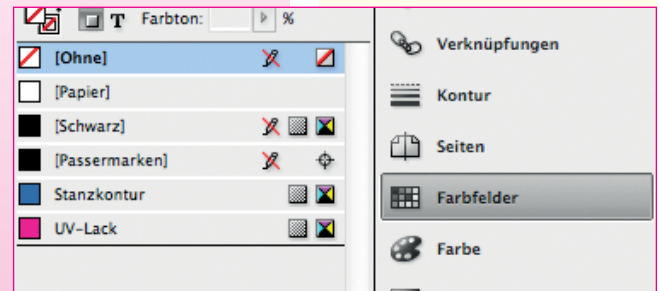 T Farbton: %
[Ohne]
[Papier]
[Schwarz]
[Passermarken]
Stanzkontur
UV-Lack
Verknüpfungen
Kontur
Seiten
Farbfelder
Farbe